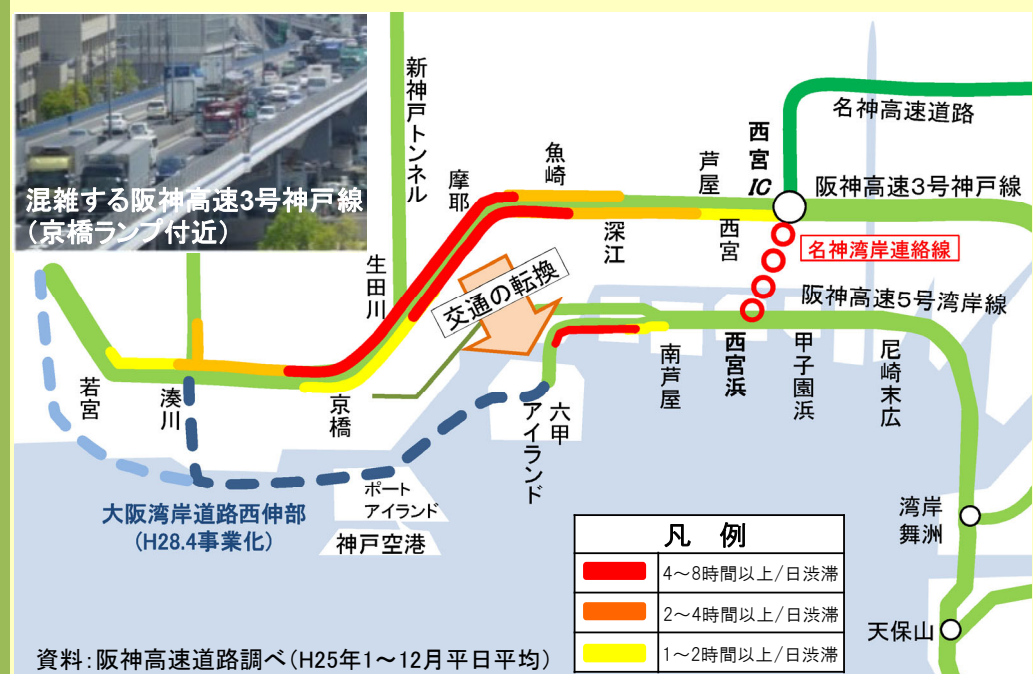 混雑する阪神高速3号神戸線
(京橋ランプ付近)
新神戸トンネル
摩耶
魚崎
芦屋
西宮
IC
名神高速道路
阪神高速3号神戸線
深江
西宮
名神湾岸連絡線
生田川
交通の転換
阪神高速5号湾岸線
若宮
湊川
京橋
六甲
アイランド
南芦屋
西宮浜
甲子園浜
尼崎末広
大阪湾岸道路西伸部
(H28.4事業化)
ポート
アイランド
神戸空港
湾岸
舞洲
天保山
凡 例
4~8時間以上/日渋滞
2~4時間以上/日渋滞
1~2時間以上/日渋滞
資料:阪神高速道路調べ(H25年1~12月平日平均)